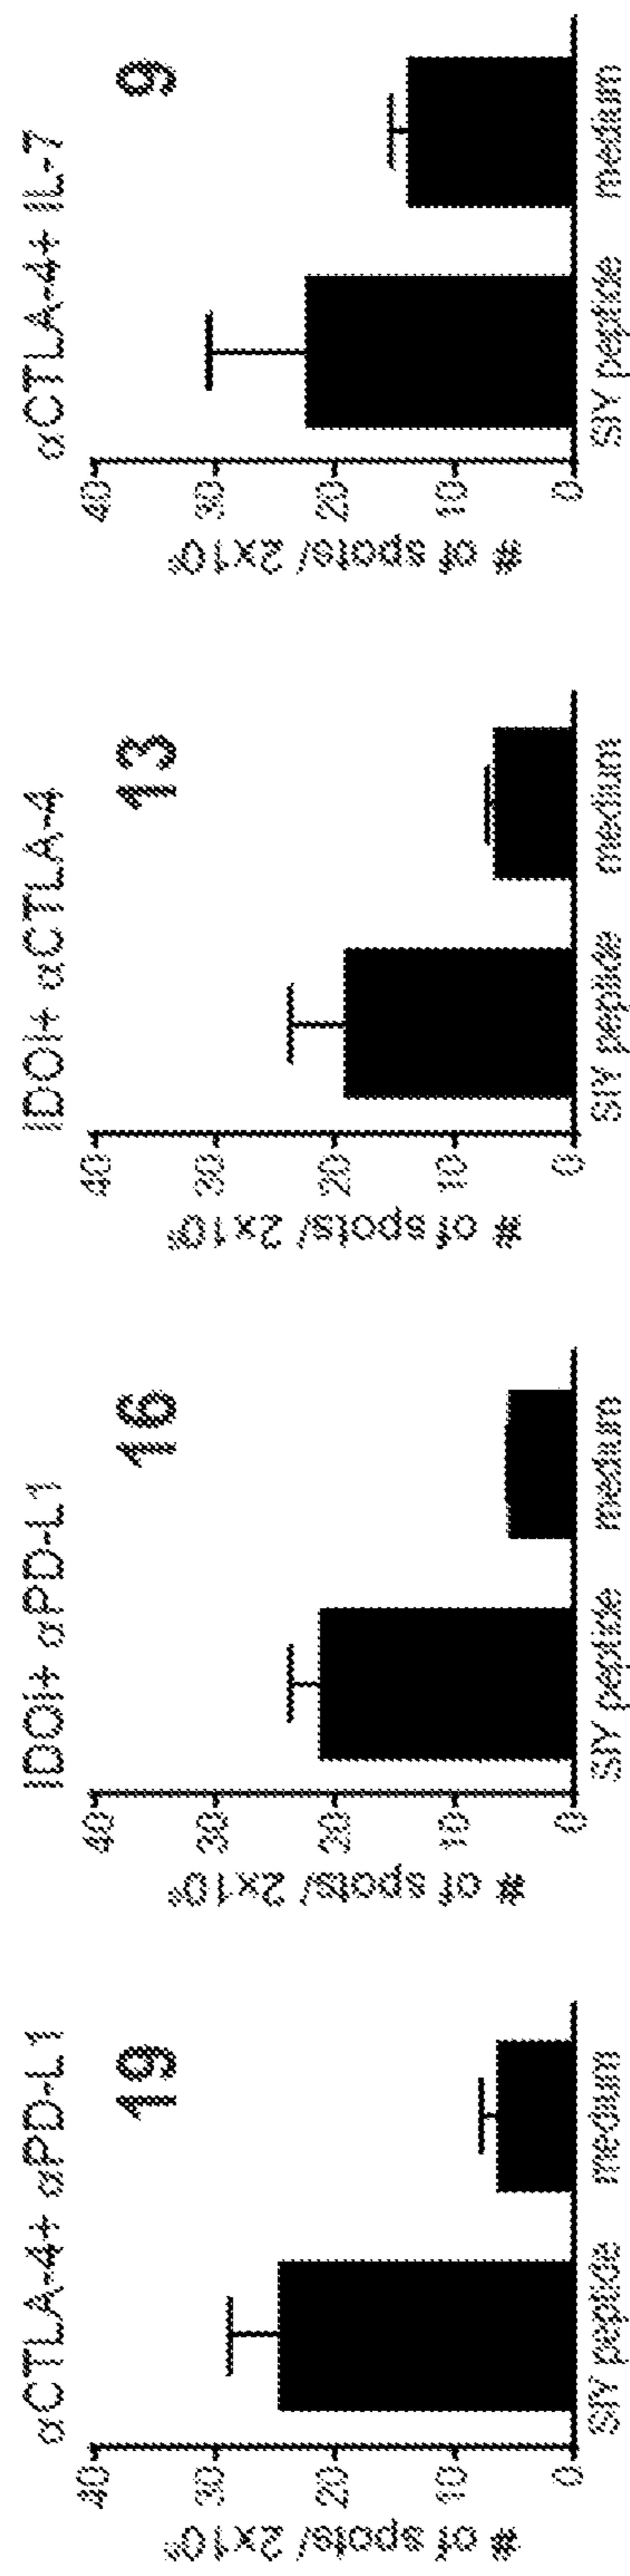 αCTLA-4+ αPD-L1
19
# of spots/ 2x10⁶
40
30
20
10
0
SIY peptide medium
IDOi+ αPD-L1
16
# of spots/ 2x10⁶
40
30
20
10
0
SIY peptide medium
IDOi+ αCTLA-4
13
# of spots/ 2x10⁶
40
30
20
10
0
SIY peptide medium
αCTLA-4+ IL-7
9
# of spots/ 2x10⁶
40
30
20
10
0
SIY peptide medium